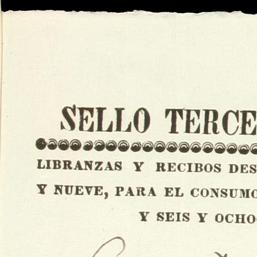 SELLO TERCE
LIBRANZAS Y RECIBOS DES
Y NUEVE, PARA EL CONSUMO
Y SEIS Y OCHO